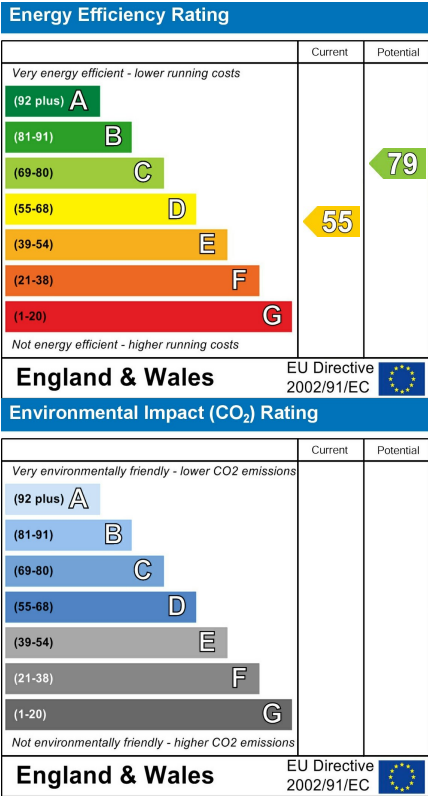 Energy Efficiency Rating
Current Potential
Very energy efficient - lower running costs
(92 plus) A
(81-91) B
(69-80) C
79
(55-68) D
55
(39-54) E
(21-38) F
(1-20) G
Not energy efficient - higher running costs
England & Wales
EU Directive
2002/91/EC
Environmental Impact (CO₂) Rating
Current Potential
Very environmentally friendly - lower CO2 emissions
(92 plus) A
(81-91) B
(69-80) C
(55-68) D
(39-54) E
(21-38) F
(1-20) G
Not environmentally friendly - higher CO2 emissions
England & Wales
EU Directive
2002/91/EC